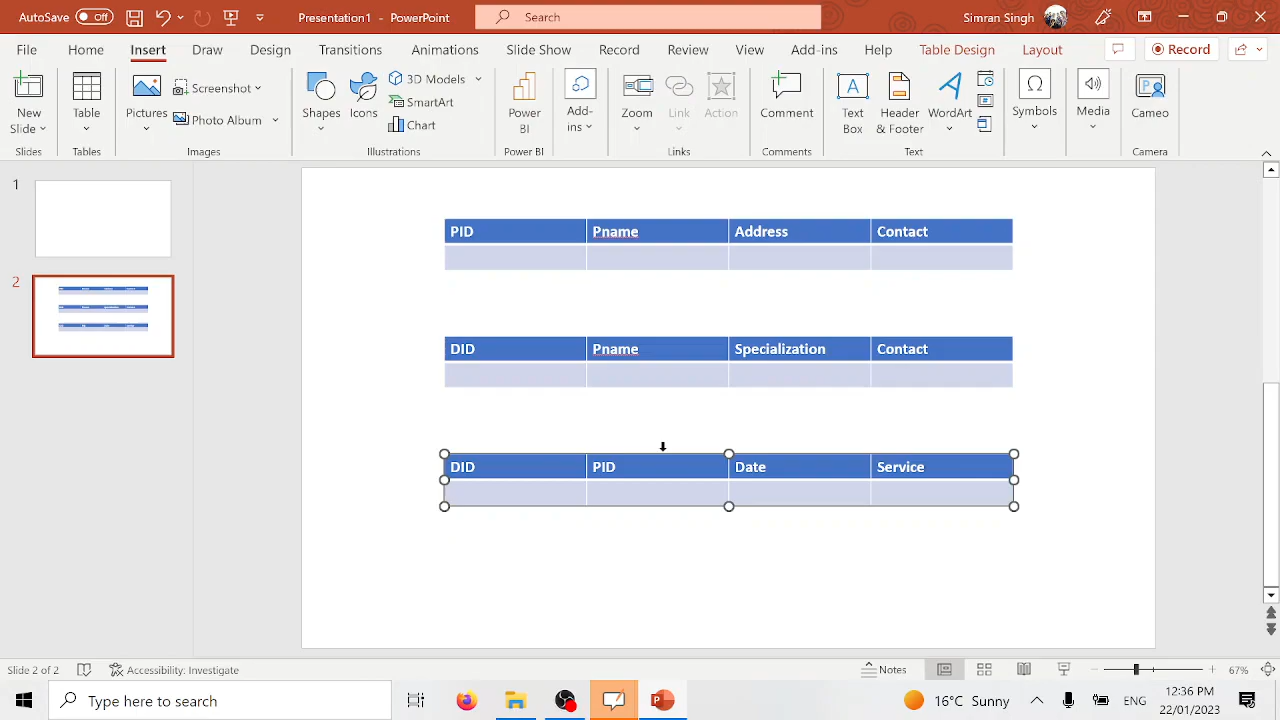 AutoSave Off Presentation1 - PowerPoint Search Simran Singh
File Home Insert Draw Design Transitions Animations Slide Show Record Review View Add-ins Help Table Design Layout Record
New Slide Table Pictures Screenshot Photo Album Shapes Icons 3D Models SmartArt Chart Power BI Add-ins Zoom Link Action Comment Text Box Header & Footer WordArt Symbols Media Cameo
Slides Tables Images Illustrations Power BI Links Comments Text Camera
1
2
PID Pname Address Contact
DID Pname Specialization Contact
DID PID Date Service
Slide 2 of 2 Accessibility: Investigate Notes 67%
Type here to search 16°C Sunny ENG 12:36 PM
22/01/2023